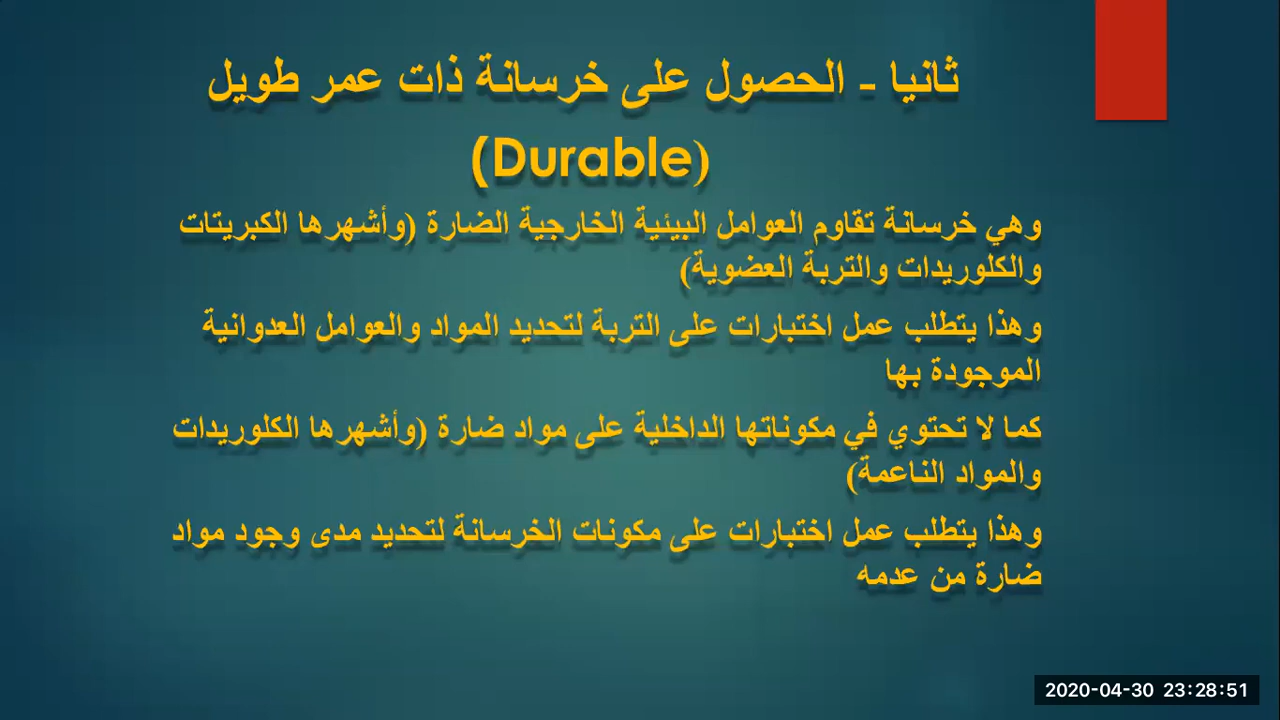 ثانيا - الحصول على خرسانة ذات عمر طويل
(Durable)
وهي خرسانة تقاوم العوامل البيئية الخارجية الضارة (وأشهرها الكبريتات
والكلوريدات والتربة العضوية)
وهذا يتطلب عمل اختبارات على التربة لتحديد المواد والعوامل العدوانية
الموجودة بها
كما لا تحتوي في مكوناتها الداخلية على مواد ضارة (وأشهرها الكلوريدات
والمواد الناعمة)
وهذا يتطلب عمل اختبارات على مكونات الخرسانة لتحديد مدى وجود مواد
ضارة من عدمه
2020-04-30 23:28:51